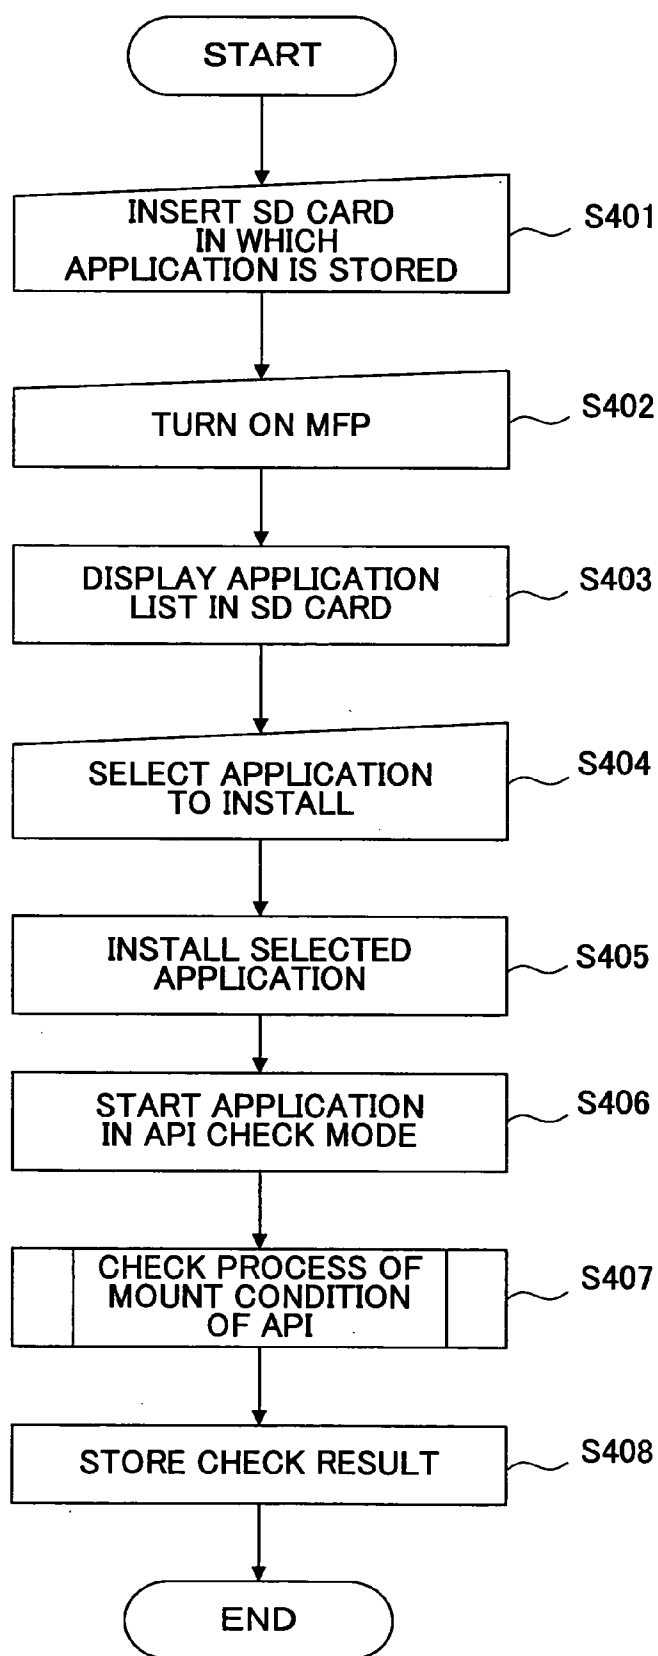 START
INSERT SD CARD
IN WHICH
APPLICATION IS STORED
S401
TURN ON MFP
S402
DISPLAY APPLICATION
LIST IN SD CARD
S403
SELECT APPLICATION
TO INSTALL
S404
INSTALL SELECTED
APPLICATION
S405
START APPLICATION
IN API CHECK MODE
S406
CHECK PROCESS OF
MOUNT CONDITION
OF API
S407
STORE CHECK RESULT
S408
END